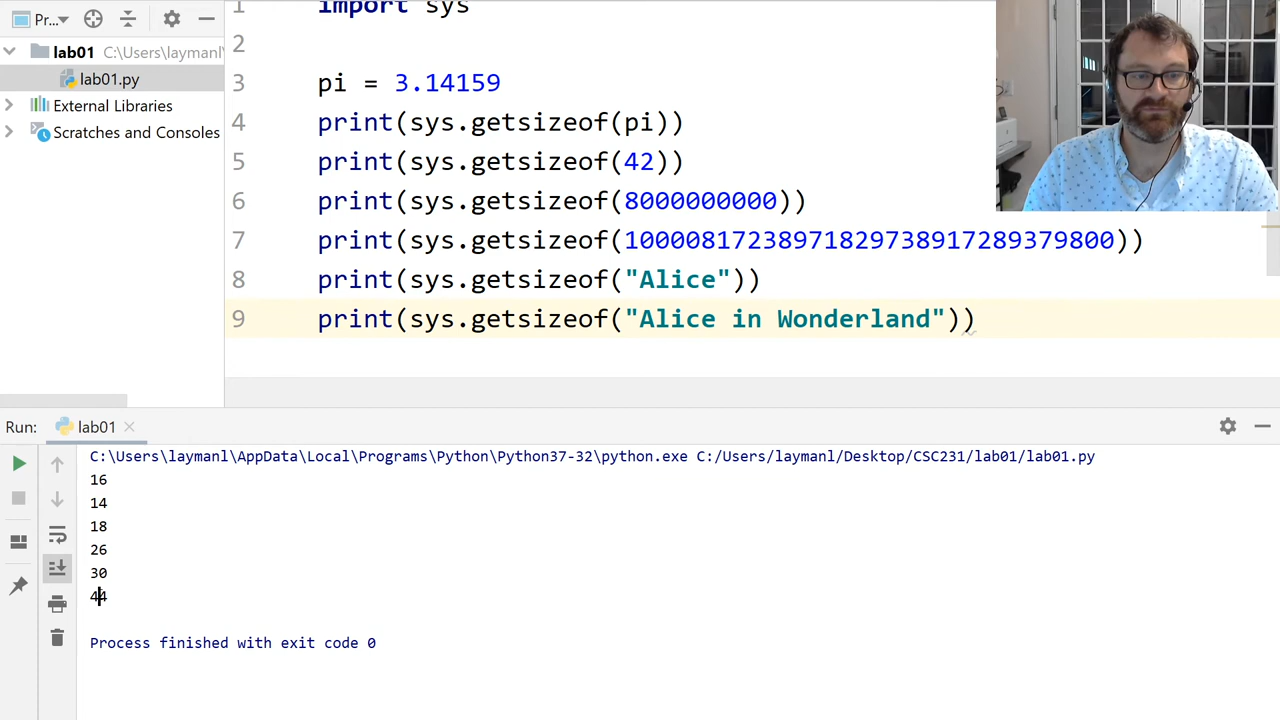 Pr...
lab01 C:\Users\laymanl\
lab01.py
External Libraries
Scratches and Consoles
1 import sys
2
3 pi = 3.14159
4 print(sys.getsizeof(pi))
5 print(sys.getsizeof(42))
6 print(sys.getsizeof(8000000000))
7 print(sys.getsizeof(10000817238971829738917289379800))
8 print(sys.getsizeof("Alice"))
9 print(sys.getsizeof("Alice in Wonderland"))
Run: lab01
C:\Users\laymanl\AppData\Local\Programs\Python\Python37-32\python.exe C:/Users/laymanl/Desktop/CSC231/lab01/lab01.py
16
14
18
26
30
44
Process finished with exit code 0